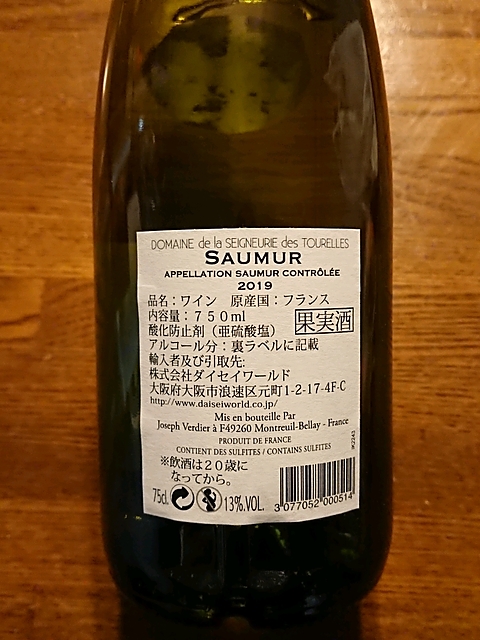 DOMAINE de la SEIGNEURIE des TOURELLES
SAUMUR
APPELLATION SAUMUR CONTRÔLÉE
2019
品名：ワイン 原産国：フランス
内容量：７５０ml
酸化防止剤（亜硫酸塩） 果実酒
アルコール分：裏ラベルに記載
輸入者及び引取先:
株式会社ダイセイワールド
大阪府大阪市浪速区元町1-2-17-4F-C
http://www.daiseiworld.co.jp/
Mis en bouteille Par
Joseph Verdier à F49260 Montreuil-Bellay - France
PRODUIT DE FRANCE
CONTIENT DES SULFITES / CONTAINS SULFITES
IK2243
※飲酒は２０歳に
なってから。
75cl. 13%VOL.
3 077052 000514